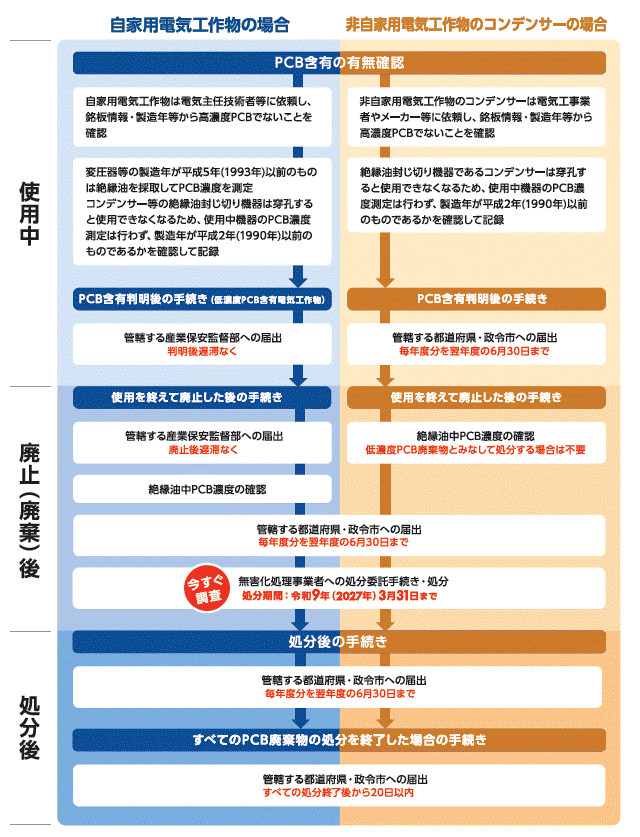 自家用電気工作物の場合
非自家用電気工作物のコンデンサーの場合
使用中
PCB含有の有無確認
自家用電気工作物は電気主任技術者等に依頼し、
銘板情報・製造年等から高濃度PCBでないことを
確認
非自家用電気工作物のコンデンサーは電気工事業
者やメーカー等に依頼し、銘板情報・製造年等から
高濃度PCBでないことを確認
変圧器等の製造年が平成5年(1993年)以前のもの
は絶縁油を採取してPCB濃度を測定
コンデンサー等の絶縁油封じ切り機器は穿孔する
と使用できなくなるため、使用中機器のPCB濃度
測定は行わず、製造年が平成2年(1990年)以前の
ものであるかを確認して記録
絶縁油封じ切り機器であるコンデンサーは穿孔す
ると使用できなくなるため、使用中機器のPCB濃
度測定は行わず、製造年が平成2年(1990年)以前
のものであるかを確認して記録
PCB含有判明後の手続き(低濃度PCB含有電気工作物)
PCB含有判明後の手続き
管轄する産業保安監督部への届出
判明後遅滞なく
管轄する都道府県・政令市への届出
毎年度分を翌年度の6月30日まで
廃止(廃棄)後
使用を終えて廃止した後の手続き
使用を終えて廃止した後の手続き
管轄する産業保安監督部への届出
廃止後遅滞なく
絶縁油中PCB濃度の確認
低濃度PCB廃棄物とみなして処分する場合は不要
絶縁油中PCB濃度の確認
管轄する都道府県・政令市への届出
毎年度分を翌年度の6月30日まで
今すぐ
調査
無害化処理事業者への処分委託手続き・処分
処分期間：令和9年(2027年)3月31日まで
処分後
処分後の手続き
管轄する都道府県・政令市への届出
毎年度分を翌年度の6月30日まで
すべてのPCB廃棄物の処分を終了した場合の手続き
管轄する都道府県・政令市への届出
すべての処分終了後から20日以内